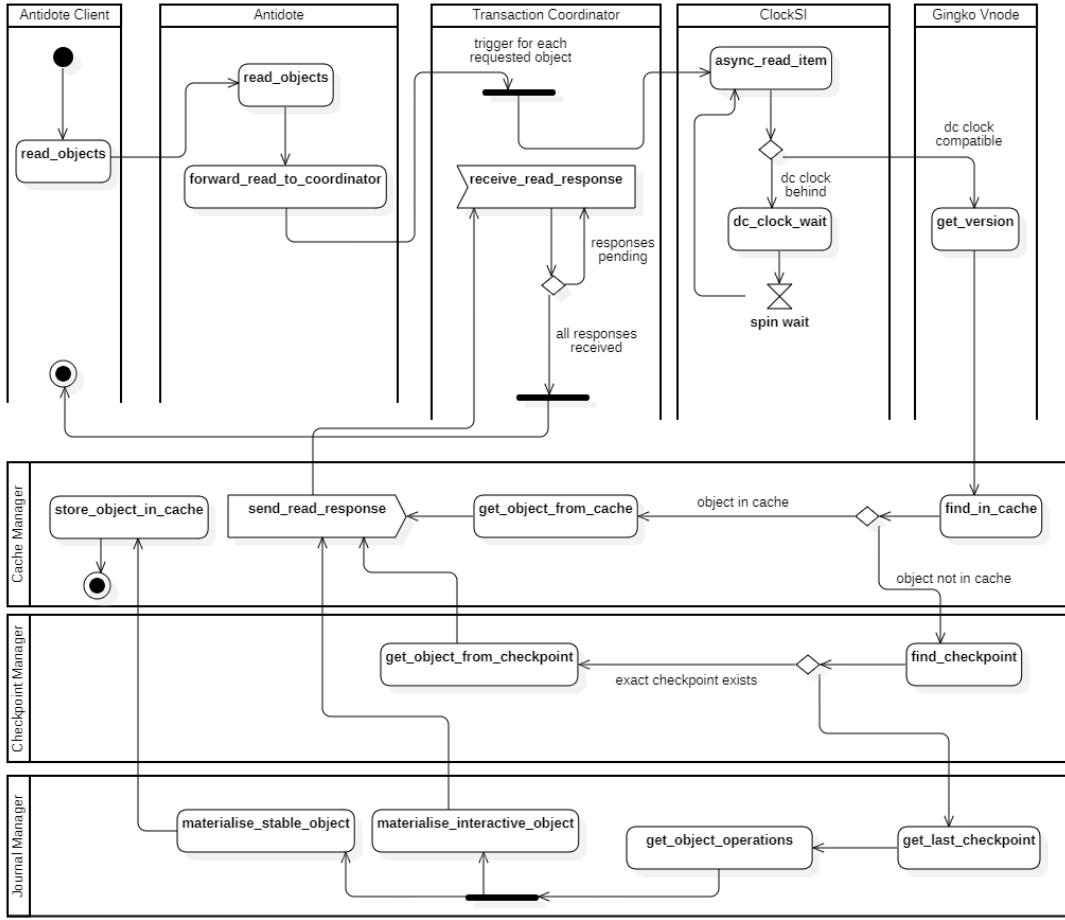 Antidote Client
Antidote
Transaction Coordinator
ClockSI
Gingko Vnode
trigger for each
requested object
read_objects
async_read_item
read_objects
forward_read_to_coordinator
receive_read_response
dc clock
compatible
dc clock
behind
dc_clock_wait
get_version
responses
pending
spin wait
all responses
received
Cache Manager
store_object_in_cache
send_read_response
get_object_from_cache
object in cache
find_in_cache
object not in cache
Checkpoint Manager
get_object_from_checkpoint
exact checkpoint exists
find_checkpoint
Journal Manager
materialise_stable_object
materialise_interactive_object
get_object_operations
get_last_checkpoint